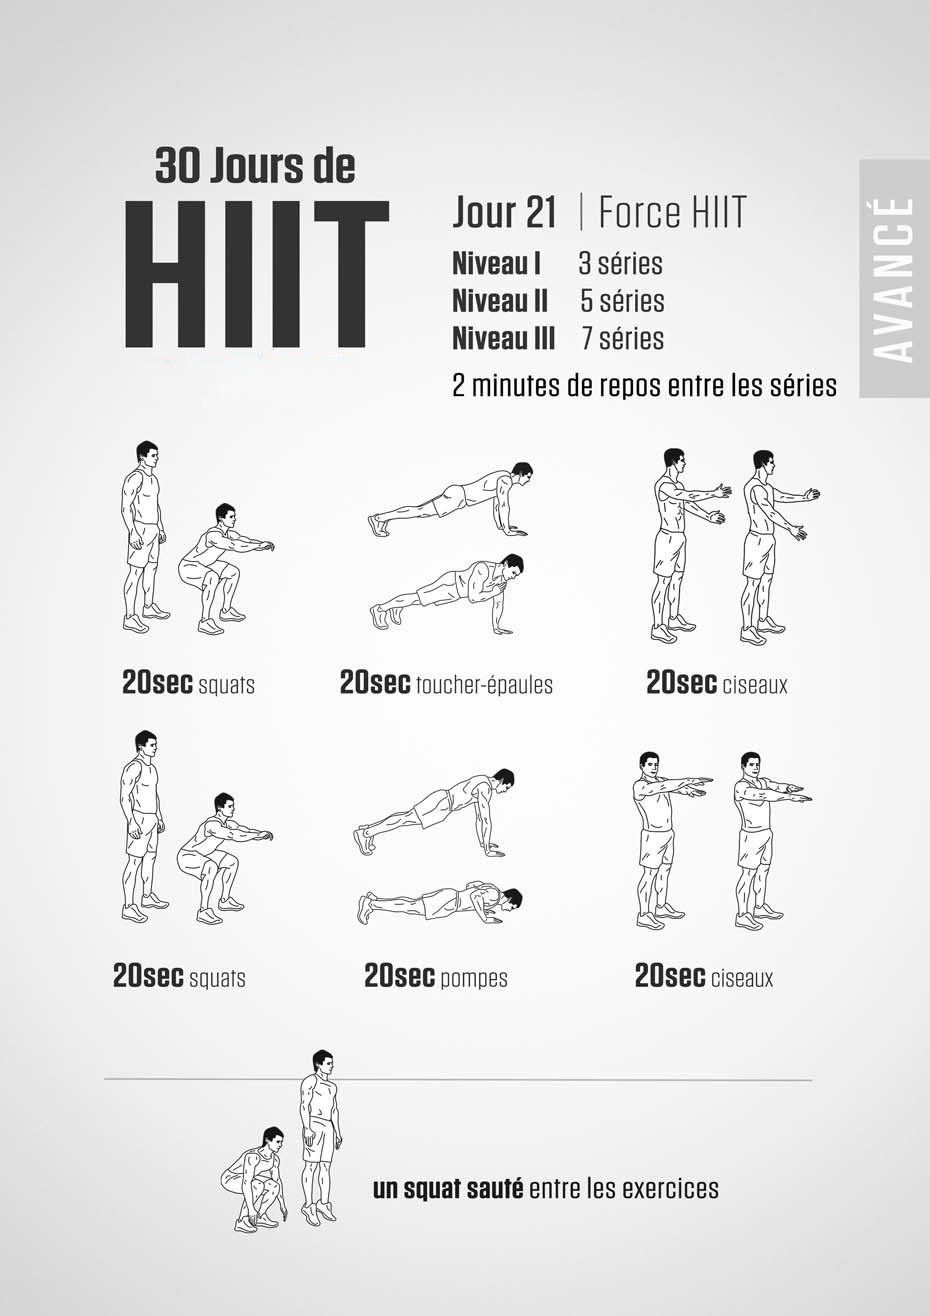 30 Jours de
HIIT
Jour 21 | Force HIIT
Niveau I 3 séries
Niveau II 5 séries
Niveau III 7 séries
2 minutes de repos entre les séries
AVANCÉ
20sec squats
20sec toucher-épaules
20sec ciseaux
20sec squats
20sec pompes
20sec ciseaux
un squat sauté entre les exercices